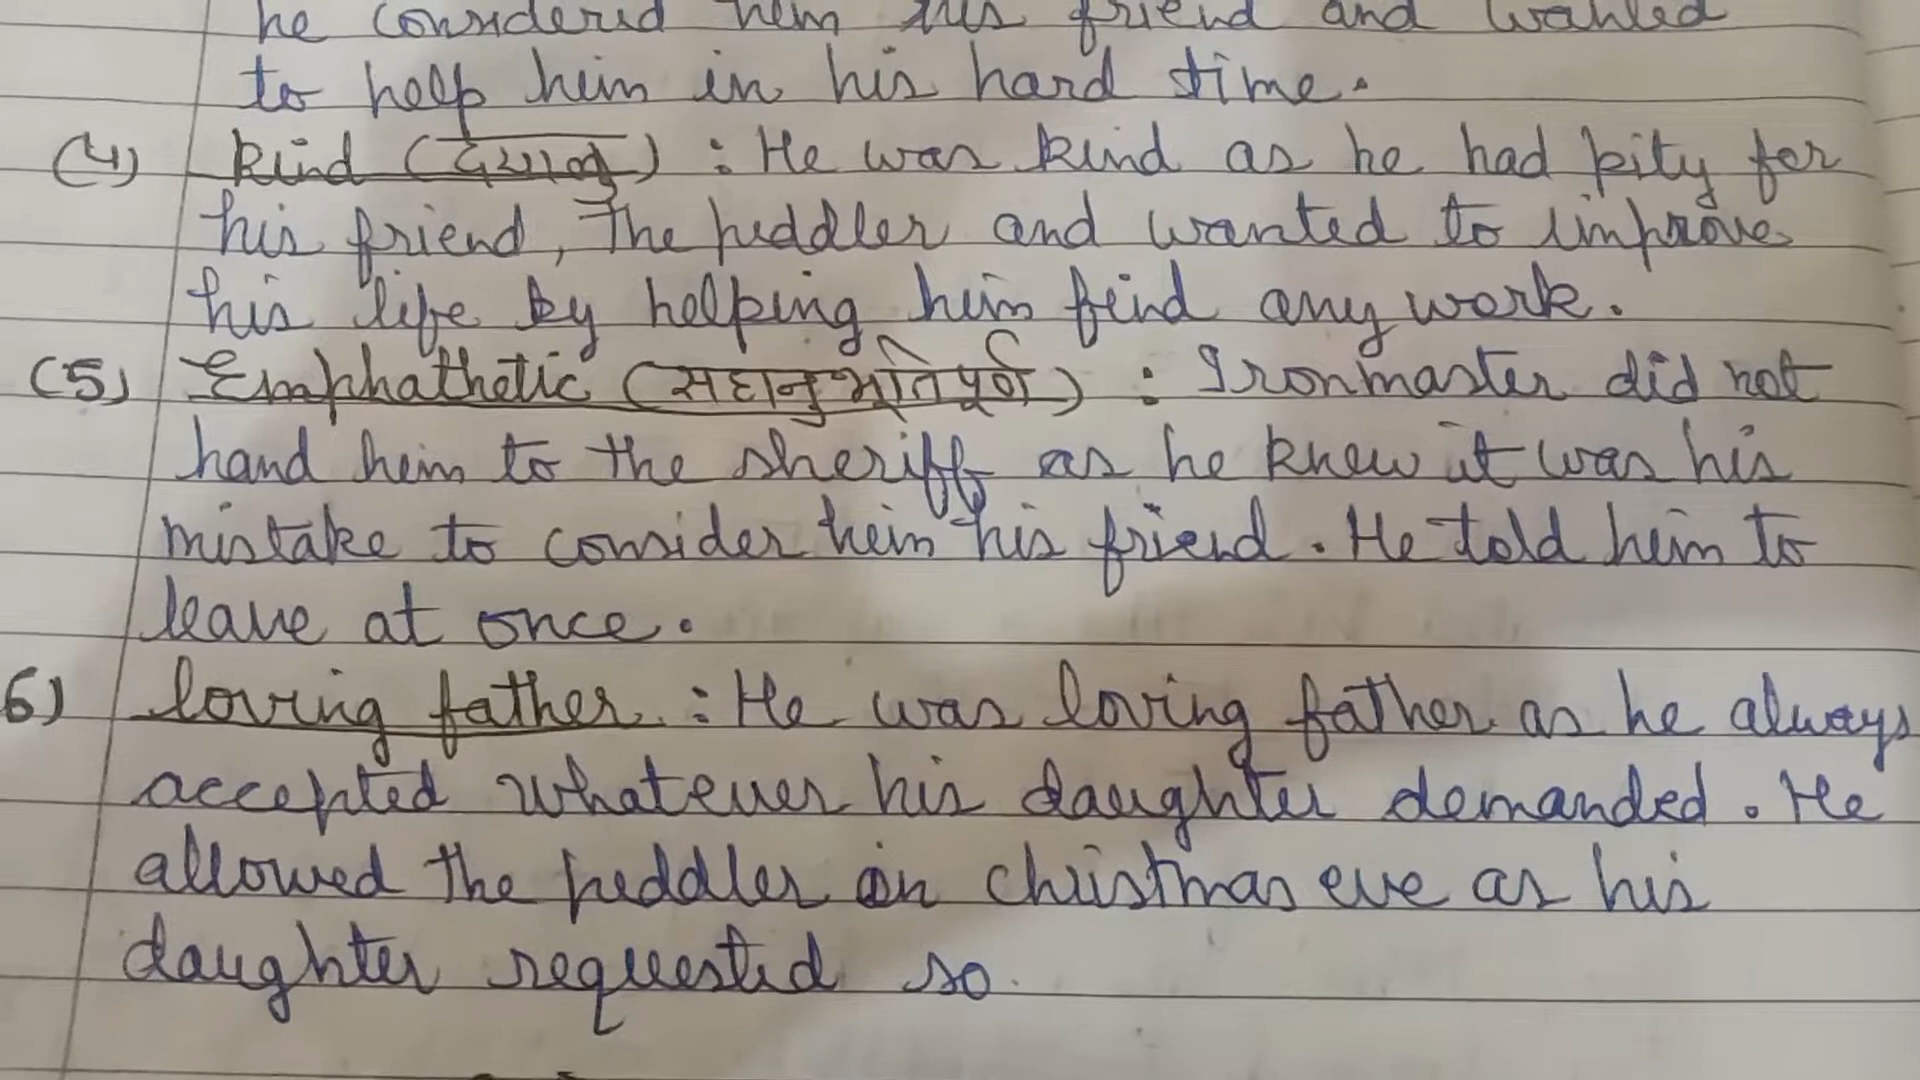 he considered him his friend and wanted
to help him in his hard time.
(4) kind (दयालु) : He was kind as he had pity for
his friend, The peddler and wanted to improve
his life by helping him find any work.
(5) Emphathetic (सहानुभूतिपूर्ण) : Ironmaster did not
hand him to the sheriff as he knew it was his
mistake to consider him his friend. He told him to
leave at once.
6) loving father : He was loving father as he always
accepted whatever his daughter demanded. He
allowed the peddler on christmas eve as his
daughter requested so.